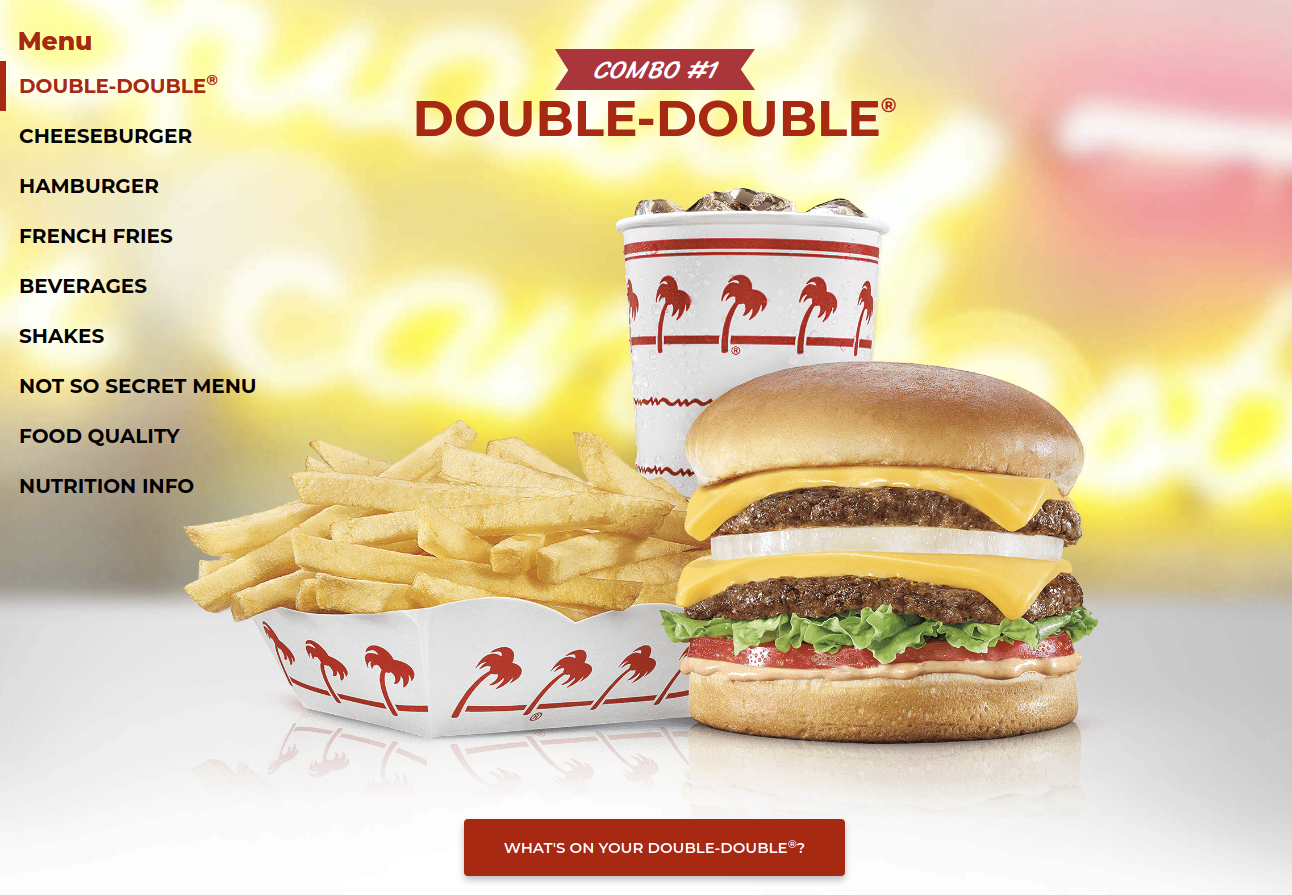 Menu
DOUBLE-DOUBLE®
CHEESEBURGER
HAMBURGER
FRENCH FRIES
BEVERAGES
SHAKES
NOT SO SECRET MENU
FOOD QUALITY
NUTRITION INFO
COMBO #1
DOUBLE-DOUBLE®
®
®
WHAT'S ON YOUR DOUBLE-DOUBLE®?